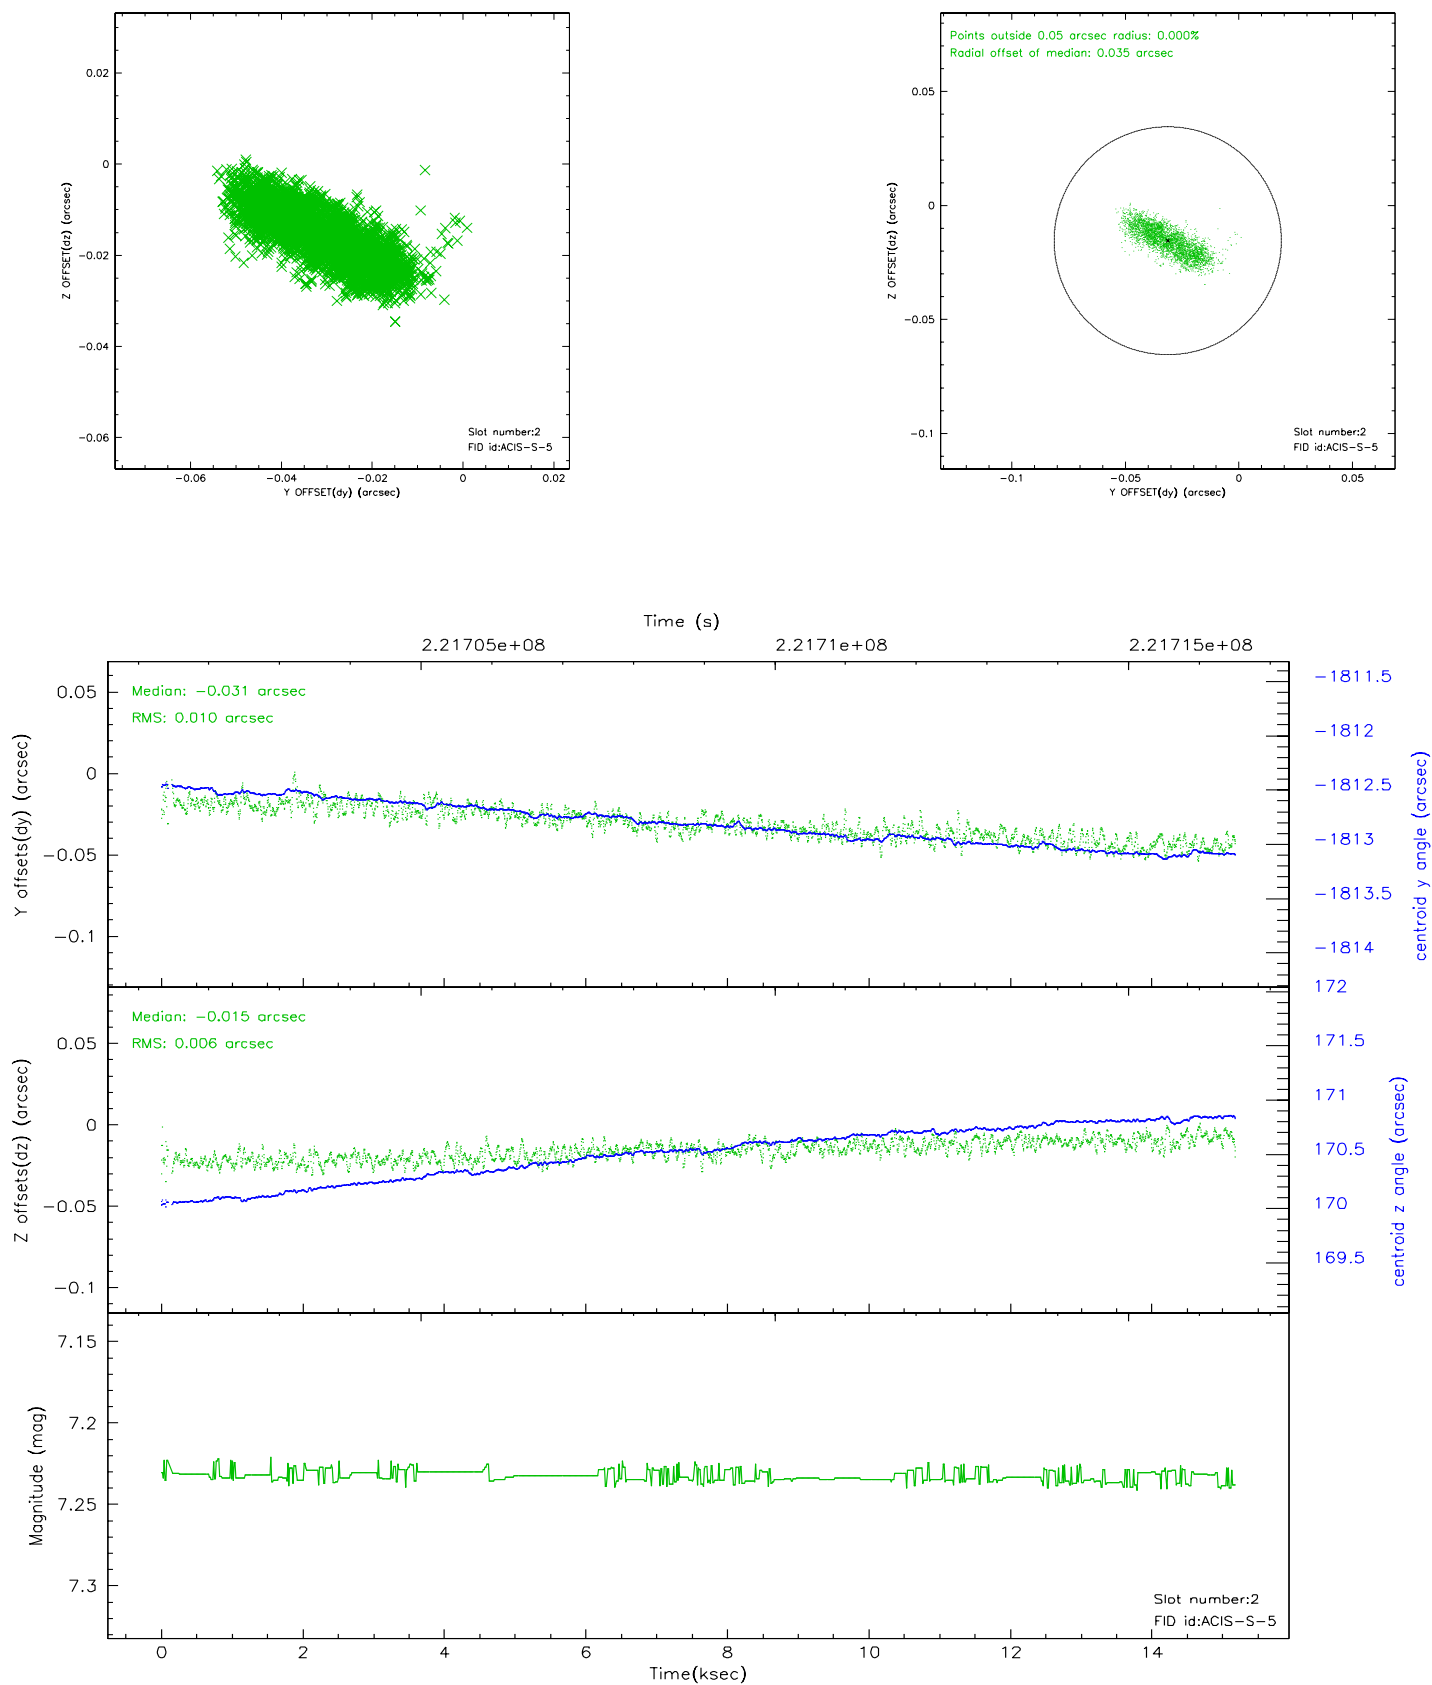 0.02
0
−0.02
−0.04
−0.06
Z OFFSET(dz) (arcsec)
Slot number:2
FID id:ACIS−S−5
−0.06 −0.04 −0.02 0 0.02
Y OFFSET(dy) (arcsec)
Points outside 0.05 arcsec radius: 0.000%
Radial offset of median: 0.035 arcsec
0.05
0
−0.05
−0.1
Z OFFSET(dz) (arcsec)
Slot number:2
FID id:ACIS−S−5
−0.1 −0.05 0 0.05
Y OFFSET(dy) (arcsec)
Time (s)
2.21705e+08 2.2171e+08 2.21715e+08
Median: −0.031 arcsec
RMS: 0.010 arcsec
0.05
0
−0.05
−0.1
Y offsets(dy) (arcsec)
−1811.5
−1812
−1812.5
−1813
−1813.5
−1814
centroid y angle (arcsec)
Median: −0.015 arcsec
RMS: 0.006 arcsec
0.05
0
−0.05
−0.1
Z offsets(dz) (arcsec)
172
171.5
171
170.5
170
169.5
centroid z angle (arcsec)
7.15
7.2
7.25
7.3
Magnitude (mag)
Slot number:2
FID id:ACIS−S−5
0 2 4 6 8 10 12 14
Time(ksec)